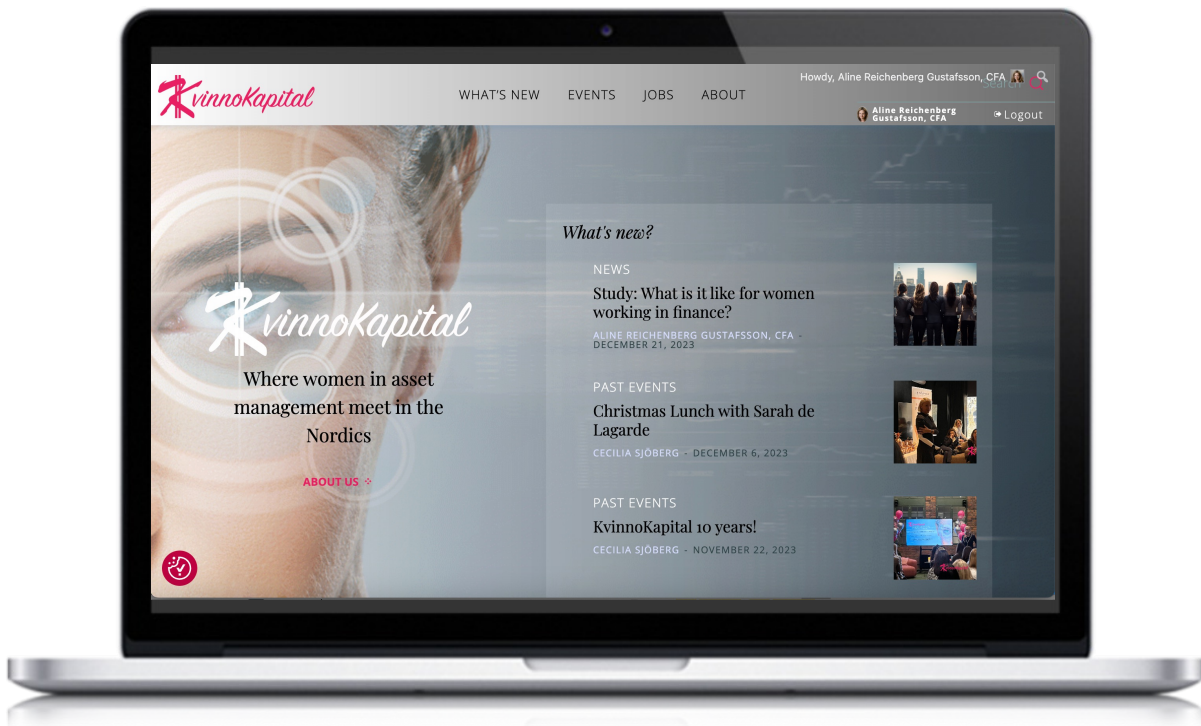 KvinnoKapital
WHAT'S NEW
EVENTS
JOBS
ABOUT
Howdy, Aline Reichenberg Gustafsson, CFA
Search
Aline Reichenberg
Gustafsson, CFA
Logout
KvinnoKapital
Where women in asset
management meet in the
Nordics
ABOUT US
What's new?
NEWS
Study: What is it like for women
working in finance?
ALINE REICHENBERG GUSTAFSSON, CFA -
DECEMBER 21, 2023
PAST EVENTS
Christmas Lunch with Sarah de
Lagarde
CECILIA SJÖBERG - DECEMBER 6, 2023
PAST EVENTS
KvinnoKapital 10 years!
CECILIA SJÖBERG - NOVEMBER 22, 2023